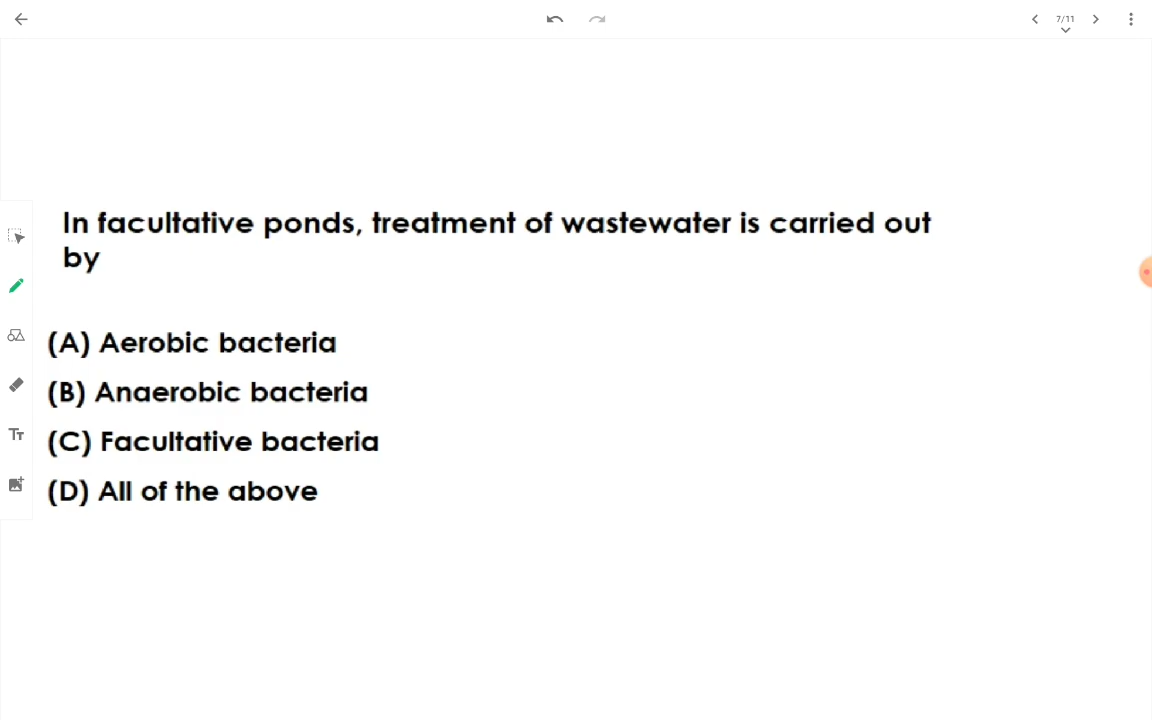 7/11
In facultative ponds, treatment of wastewater is carried out
by
(A) Aerobic bacteria
(B) Anaerobic bacteria
(C) Facultative bacteria
(D) All of the above
TT